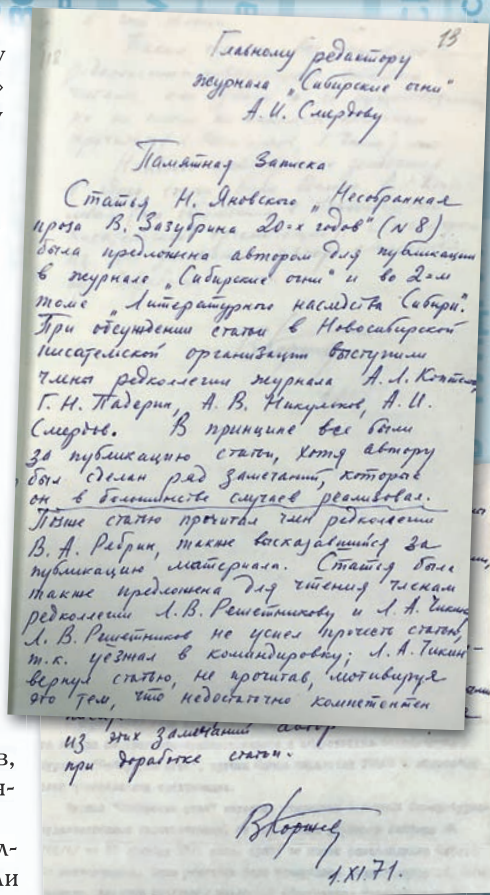 13
Главному редактору
журнала „Сибирские огни"
А.И. Смердову
Памятная Записка
Статья Н. Яновского „Несобранная
проза В. Зазубрина 20-х годов" (№ 8)
была предложена автором для публикации
в журнале „Сибирские огни" и во 2-м
томе „Литературного наследства Сибири".
При обсуждении статьи в Новосибирской
писательской организации выступили
члены редколлегии журнала А.Л. Коптелов,
Г.Н. Падерин, А.В. Никульков, А.И.
Смердов. В принципе все были
за публикацию статьи, хотя автору
был сделан ряд замечаний, которые
он в большинстве случаев реализовал.
Позже статью прочитал член редколлегии
В.А. Рябрин, также высказавшийся за
публикацию материала. Статья была
также предложена для чтения членам
редколлегии Л.В. Решетникову и Л.А. Чикину
Л.В. Решетников не успел прочесть статью,
т.к. уезжал в командировку; Л.А. Чикин
вернул статью, не прочитав, мотивируя
это тем, что недостаточно компетентен
из этих замечаний
при доработке статьи.
В Коржев
1.XI.71.